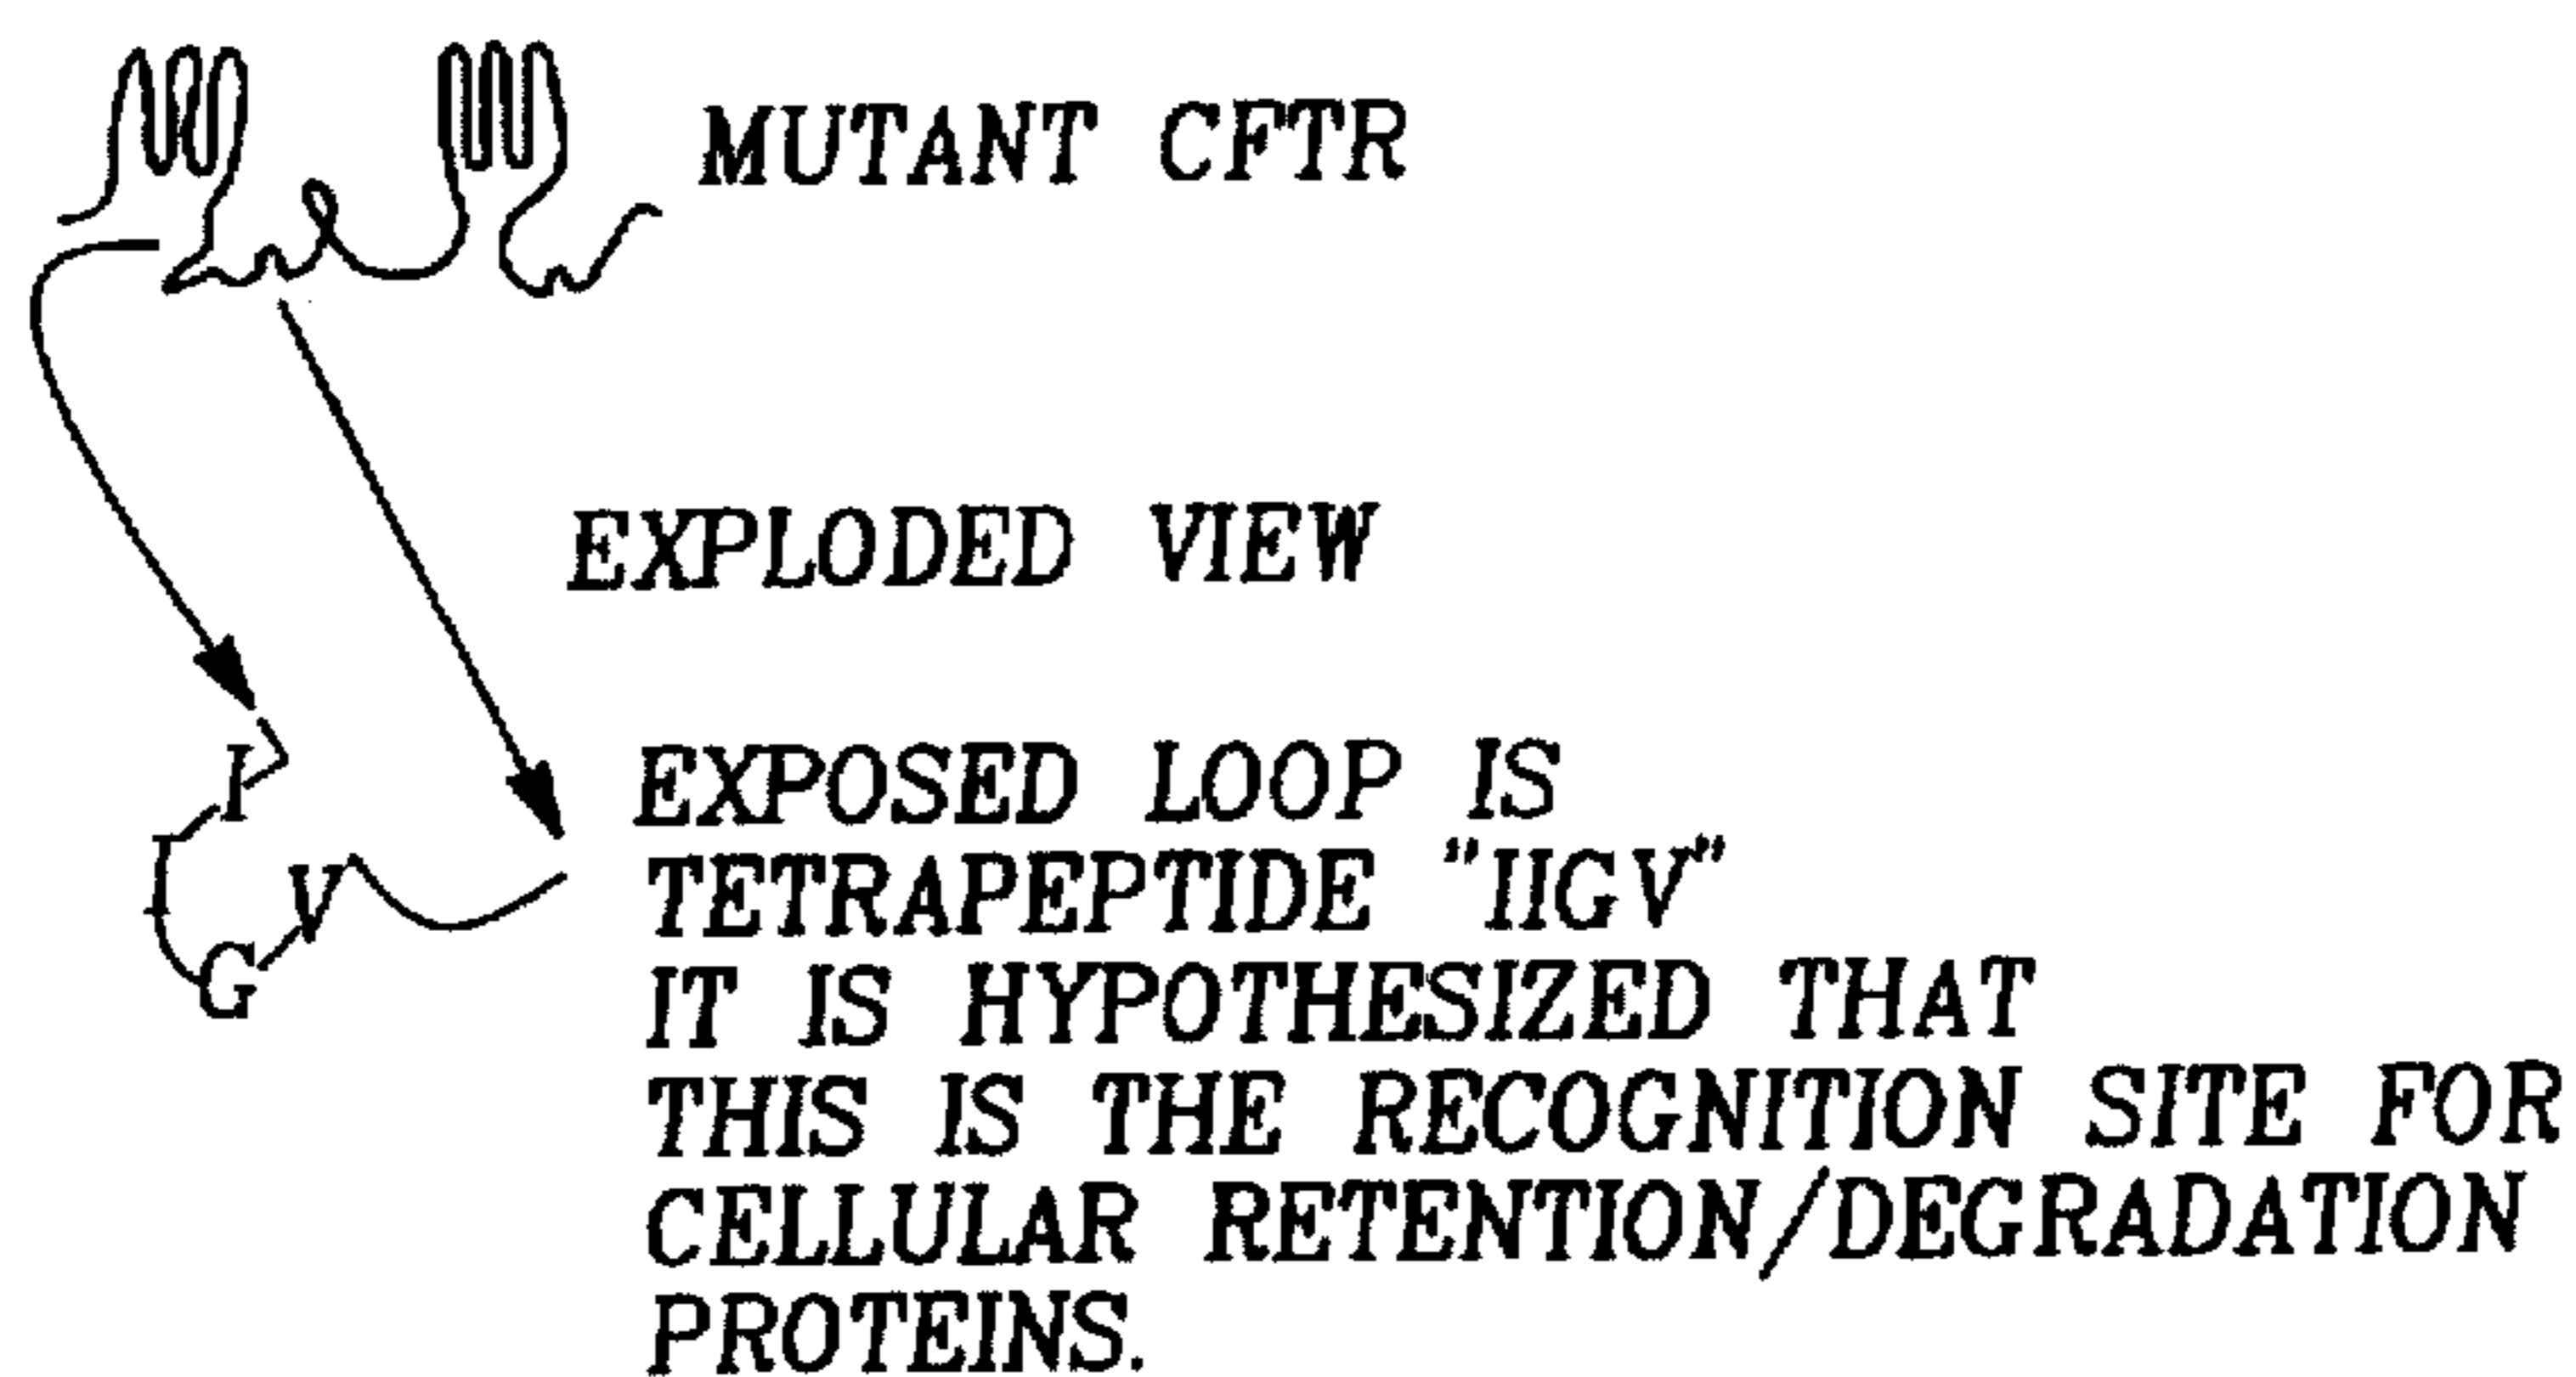 MUTANT CFTR
EXPLODED VIEW
I
I
V
G
EXPOSED LOOP IS
TETRAPEPTIDE "IIGV"
IT IS HYPOTHESIZED THAT
THIS IS THE RECOGNITION SITE FOR
CELLULAR RETENTION/DEGRADATION
PROTEINS.